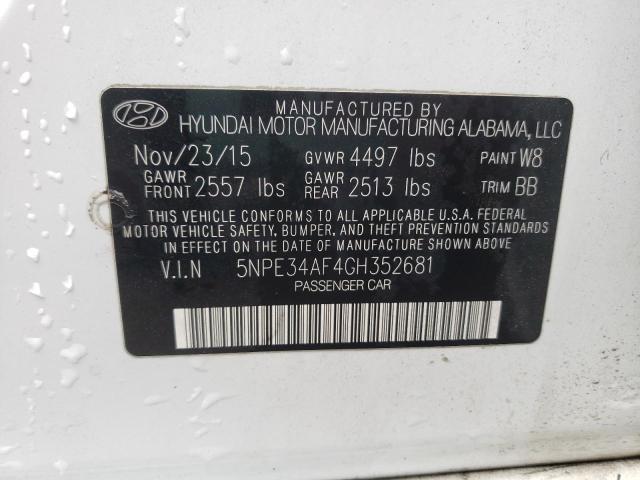 MANUFACTURED BY
HYUNDAI MOTOR MANUFACTURING ALABAMA, LLC
Nov/23/15 GVWR 4497 lbs PAINT W8
GAWR FRONT 2557 lbs GAWR REAR 2513 lbs TRIM BB
THIS VEHICLE CONFORMS TO ALL APPLICABLE U.S.A. FEDERAL
MOTOR VEHICLE SAFETY, BUMPER, AND THEFT PREVENTION STANDARDS
IN EFFECT ON THE DATE OF MANUFACTURE SHOWN ABOVE.
V.I.N 5NPE34AF4GH352681
PASSENGER CAR